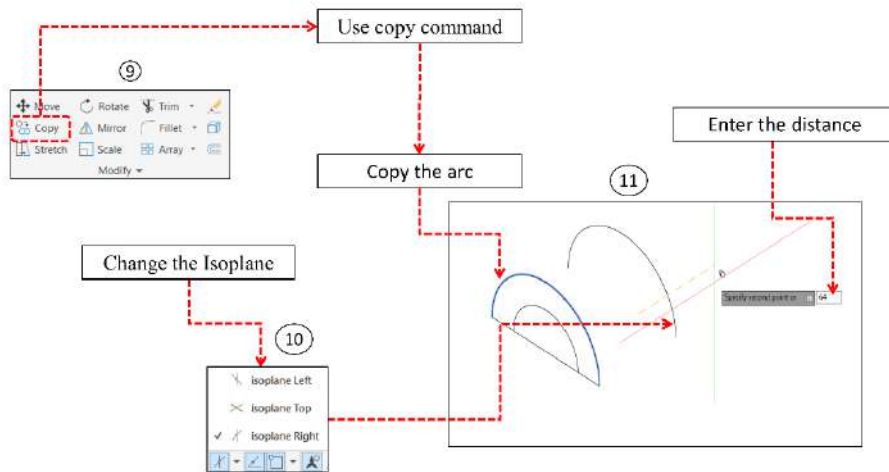 Use copy command
9
Move Rotate Trim
Copy Mirror Fillet
Stretch Scale Array
Modify
Enter the distance
Copy the arc
11
Change the Isoplane
Specify second point or 64
10
isoplane Left
isoplane Top
isoplane Right